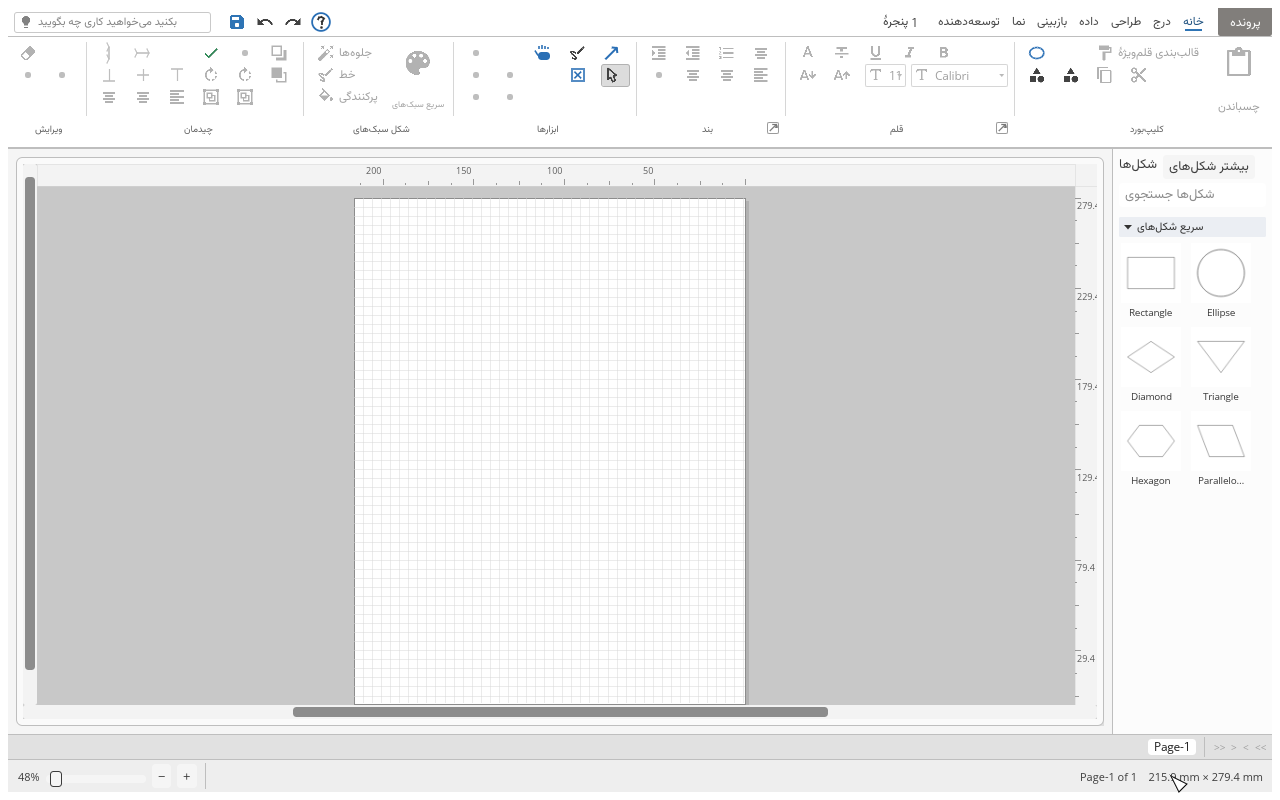 پرونده
خانه
درج
طراحی
داده
بازبینی
نما
توسعه‌دهنده
پنجرهٔ 1
بکنید می‌خواهید کاری چه بگویید
چسباندن
قالب‌بندی قلم‌ویژهٔ
کلیپ‌بورد
Calibri
11
قلم
بند
ابزارها
سریع سبک‌های
جلوه‌ها
خط
پرکنندگی
شکل سبک‌های
چیدمان
ویرایش
شکل‌ها
بیشتر شکل‌های
شکل‌ها جستجوی
سریع شکل‌های
Rectangle
Ellipse
Diamond
Triangle
Hexagon
Parallelo...
200 150 100 50
279.4
229.4
179.4
129.4
79.4
29.4
Page-1
>> > < <<
48%
− +
Page-1 of 1
mm × 279.4 mm